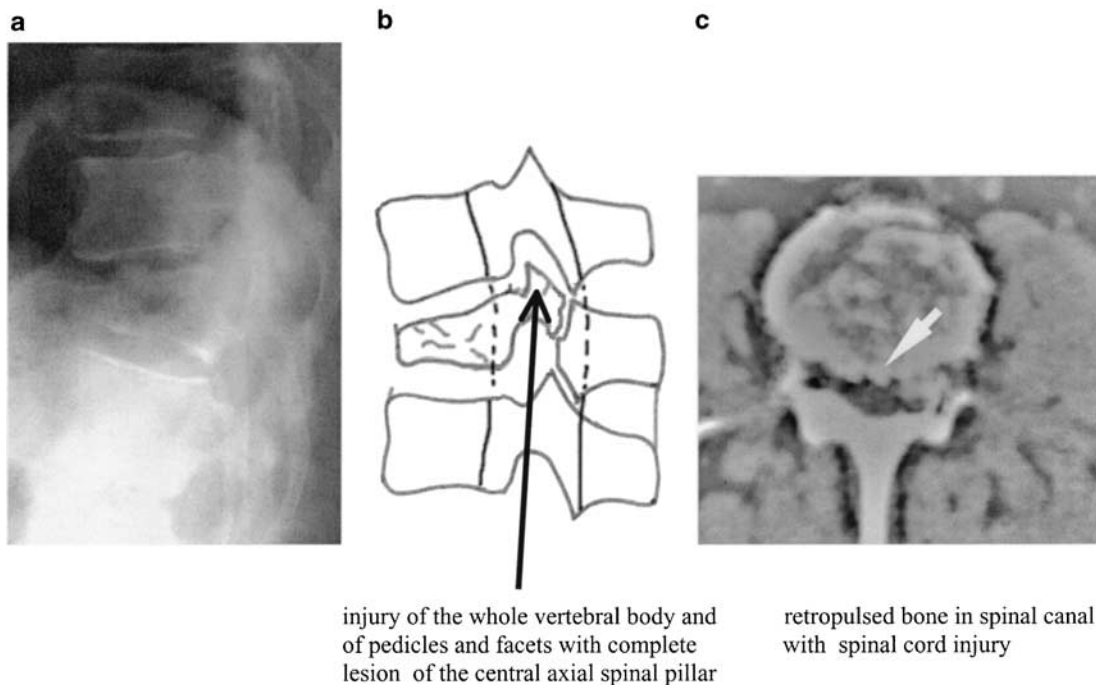 a
b
c
injury of the whole vertebral body and
of pedicles and facets with complete
lesion of the central axial spinal pillar
retropulsed bone in spinal canal
with spinal cord injury